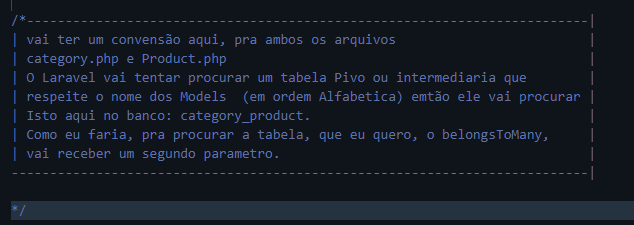 /*----------------------------------------------------------------------|
| vai ter um convensão aqui, pra ambos os arquivos |
| category.php e Product.php |
| O Laravel vai tentar procurar um tabela Pivo ou intermediaria que |
| respeite o nome dos Models (em ordem Alfabetica) emtão ele vai procurar |
| Isto aqui no banco: category_product. |
| Como eu faria, pra procurar a tabela, que eu quero, o belongsToMany, |
| vai receber um segundo parametro. |
------------------------------------------------------------------------|
*/